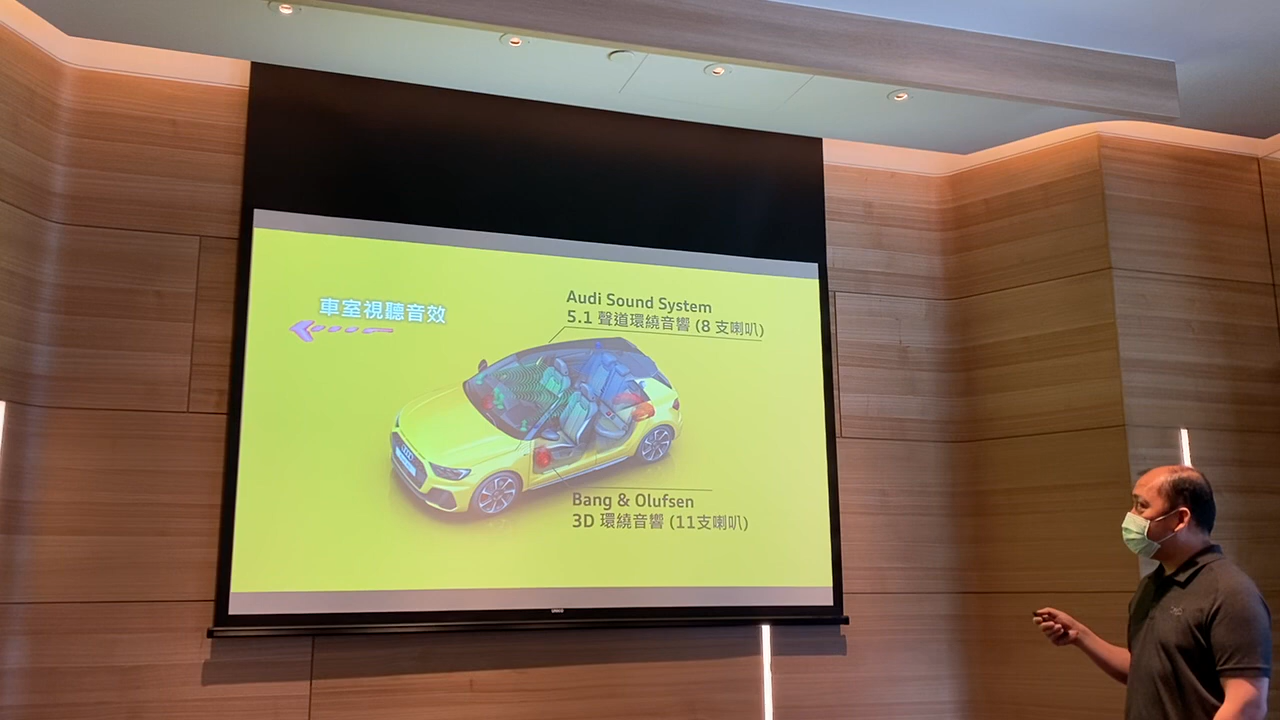 車室視聽音效
Audi Sound System
5.1 聲道環繞音響 (8 支喇叭)
Bang & Olufsen
3D 環繞音響 (11支喇叭)